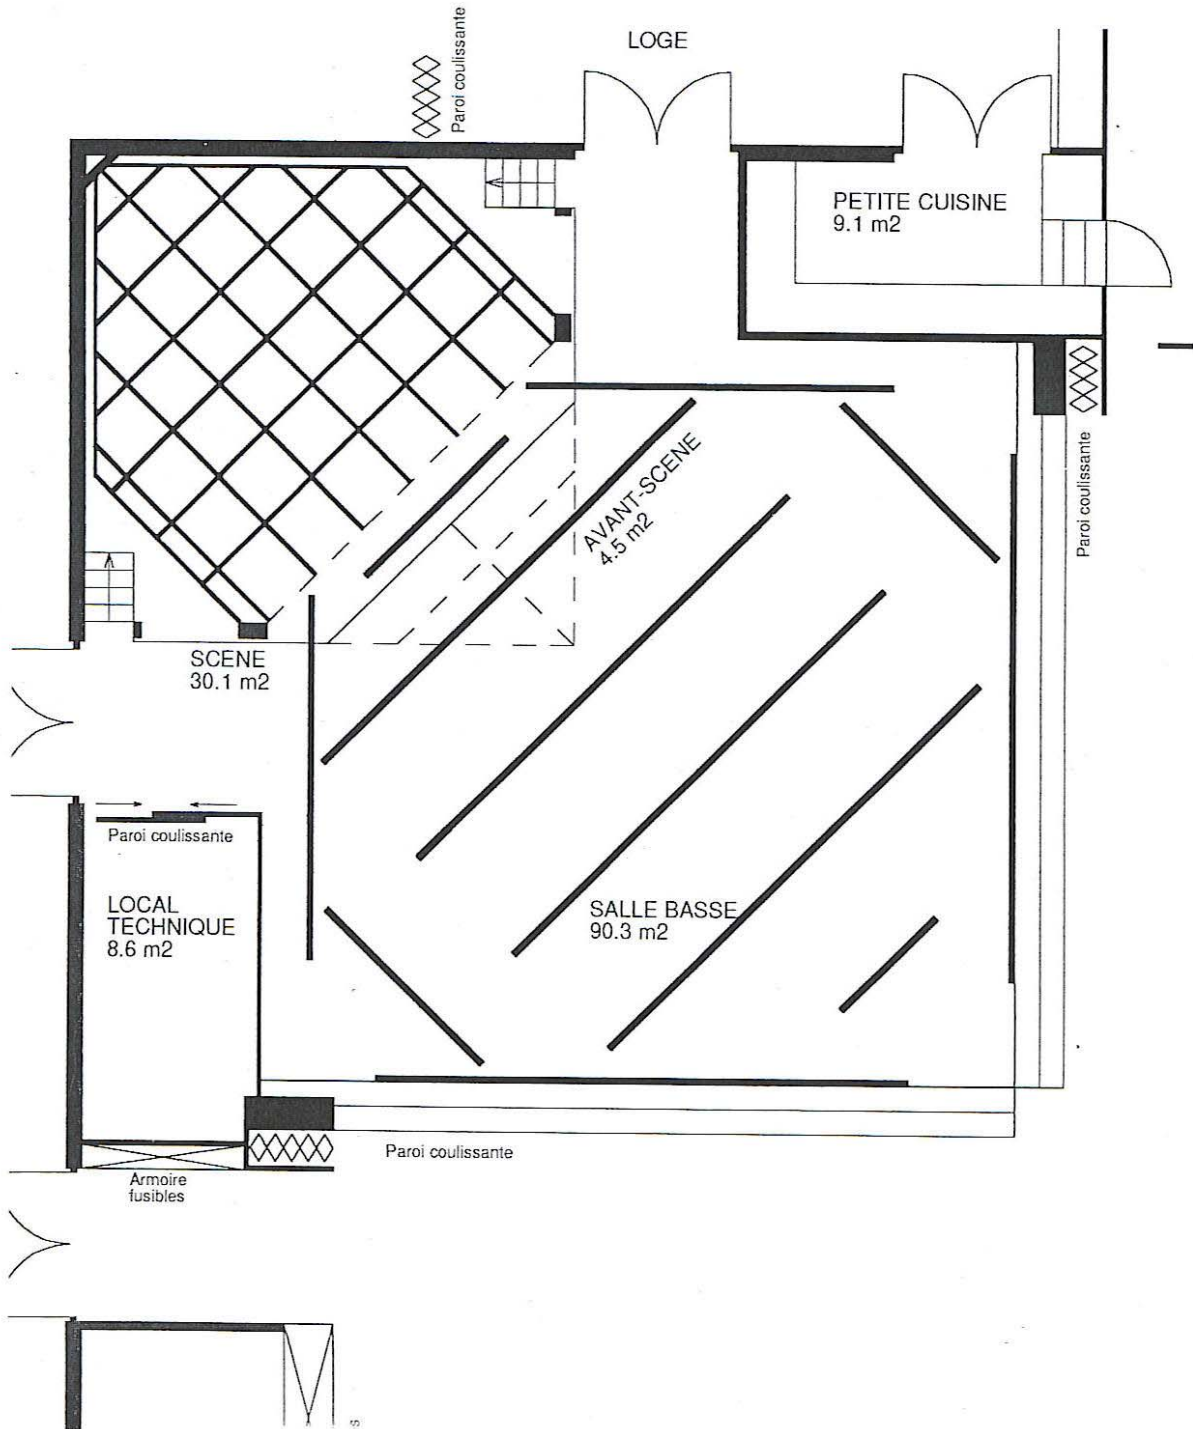 LOGE
Paroi coulissante
PETITE CUISINE
9.1 m2
Paroi coulissante
AVANT-SCENE
4.5 m2
SCENE
30.1 m2
Paroi coulissante
LOCAL
TECHNIQUE
8.6 m2
SALLE BASSE
90.3 m2
Paroi coulissante
Armoire
fusibles
s